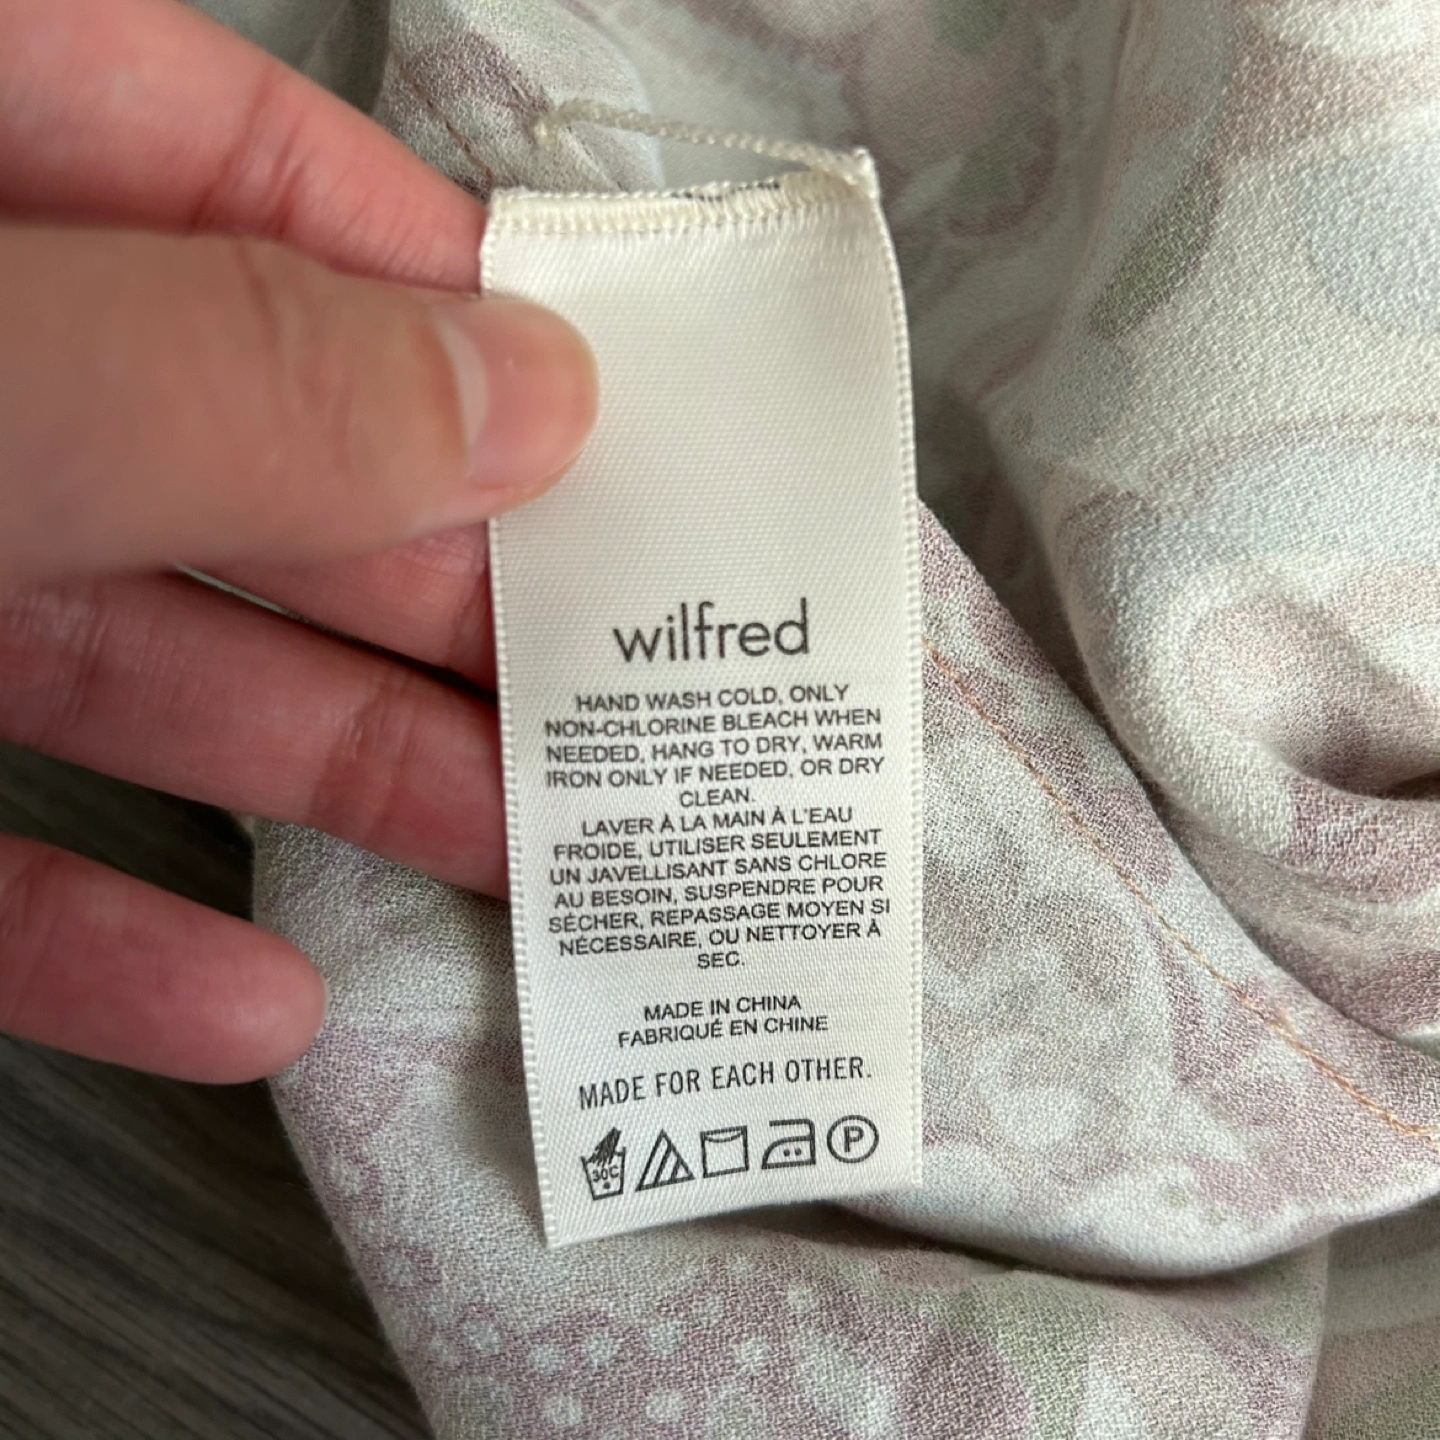 wilfred
HAND WASH COLD, ONLY
NON-CHLORINE BLEACH WHEN
NEEDED, HANG TO DRY, WARM
IRON ONLY IF NEEDED, OR DRY
CLEAN.
LAVER À LA MAIN À L'EAU
FROIDE, UTILISER SEULEMENT
UN JAVELLISANT SANS CHLORE
AU BESOIN, SUSPENDRE POUR
SÉCHER, REPASSAGE MOYEN SI
NÉCESSAIRE, OU NETTOYER À
SEC.
MADE IN CHINA
FABRIQUÉ EN CHINE
MADE FOR EACH OTHER.
30C P